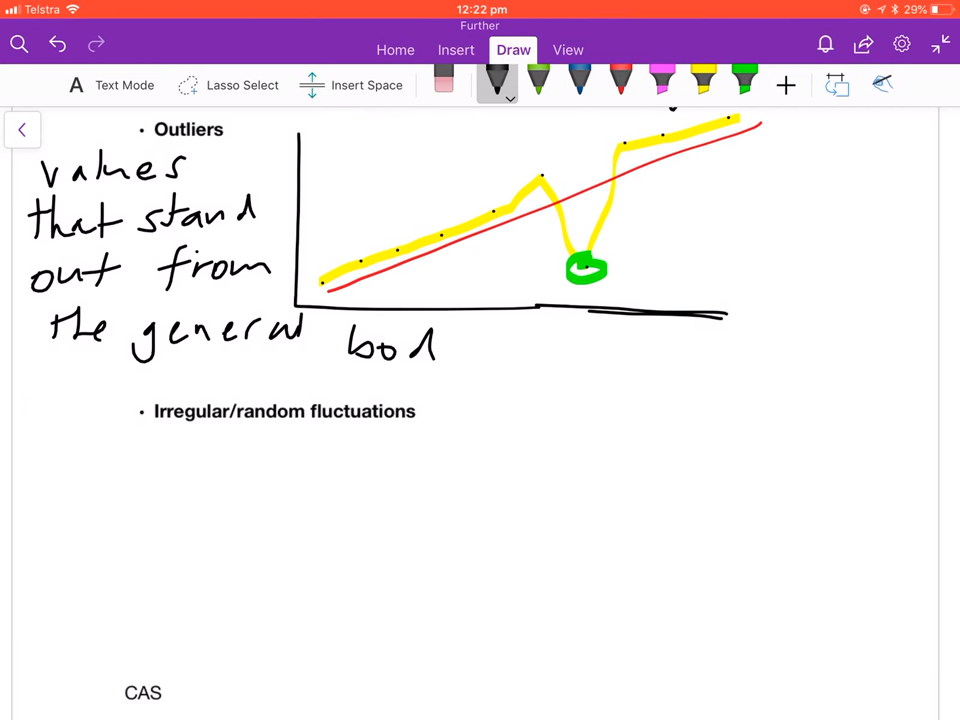 Telstra 12:22 pm 29%
Further
Home Insert Draw View
A Text Mode Lasso Select Insert Space
• Outliers
values
that stand
out from
the general bod
• Irregular/random fluctuations
CAS